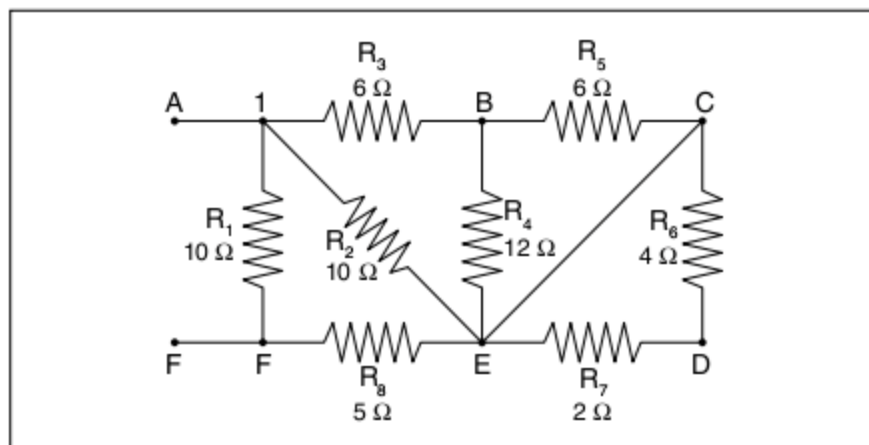 R₃ R₅
6 Ω 6 Ω
A 1 B C
R₁ R₂ R₄ R₆
10 Ω 10 Ω 12 Ω 4 Ω
F F E D
R₈ R₇
5 Ω 2 Ω